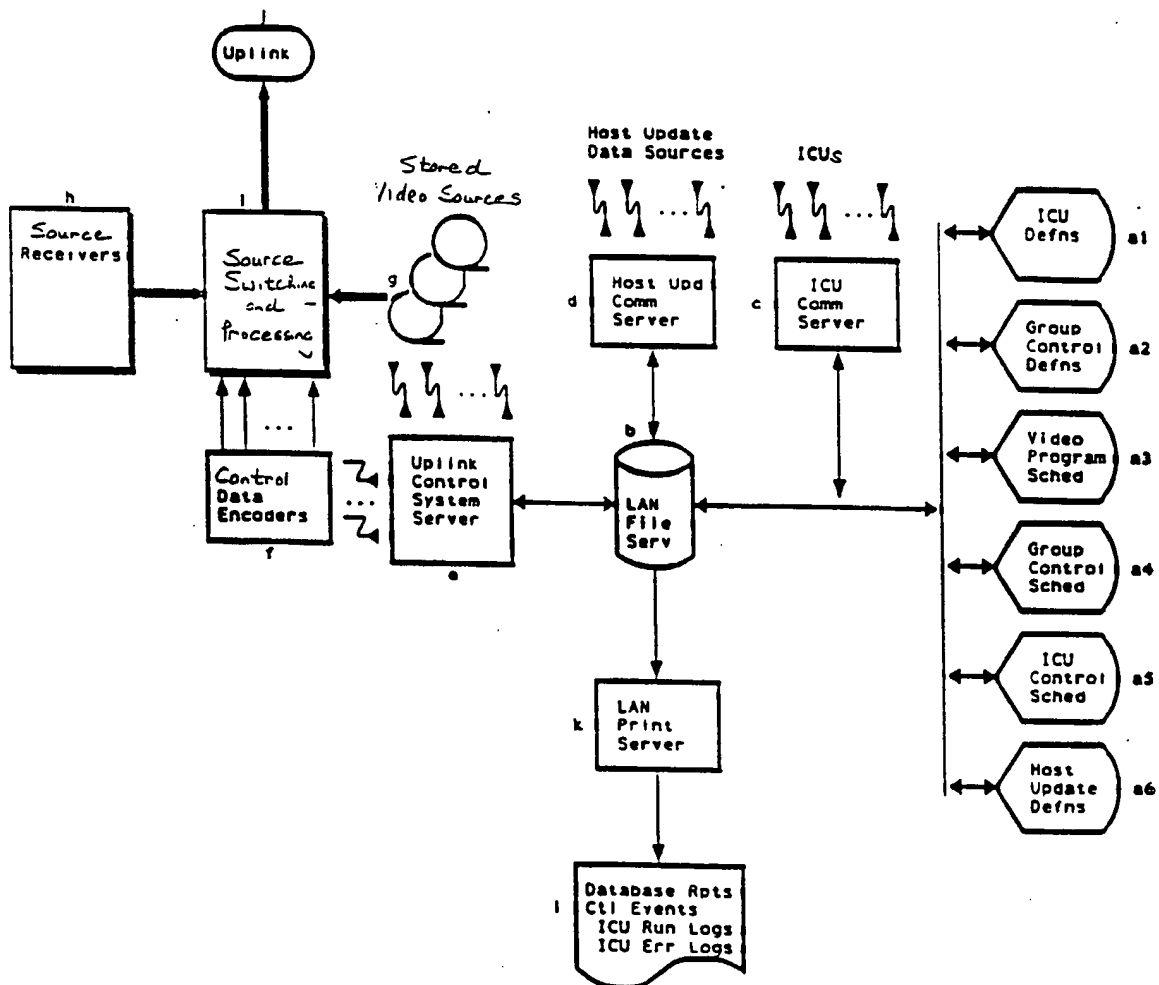 j
Uplink
h
Source
Receivers
i
Source
Switching
and
Processing
Stored
Video Sources
g
Host Update
Data Sources
ICUs
d
Host Upd
Comm
Server
c
ICU
Comm
Server
...
Control
Data
Encoders
f
...
...
Uplink
Control
System
Server
e
b
LAN
File
Serv
...
...
ICU
Defns
a1
Group
Control
Defns
a2
Video
Program
Sched
a3
Group
Control
Sched
a4
ICU
Control
Sched
a5
Host
Update
Defns
a6
k
LAN
Print
Server
l
Database Rpts
Ctl Events
ICU Run Logs
ICU Err Logs